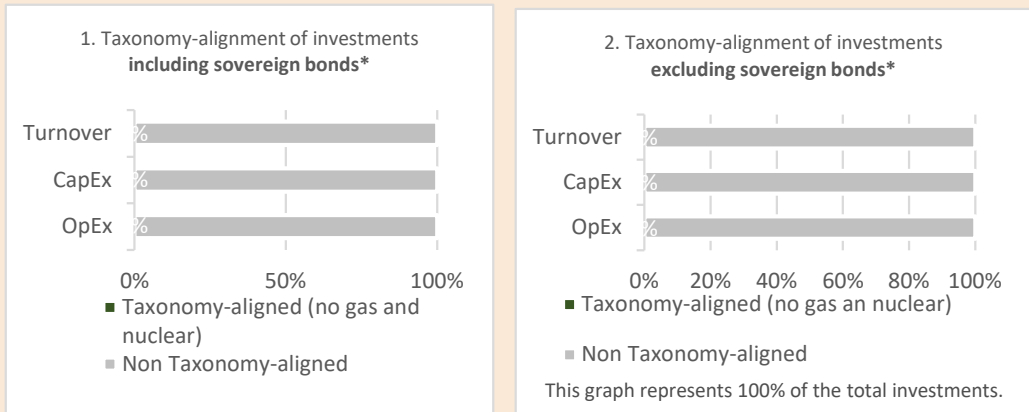 1. Taxonomy-alignment of investments
including sovereign bonds*
Turnover
%
CapEx
%
OpEx
%
0% 50% 100%
■ Taxonomy-aligned (no gas and
nuclear)
■ Non Taxonomy-aligned
2. Taxonomy-alignment of investments
excluding sovereign bonds*
Turnover
%
CapEx
%
OpEx
%
0% 20% 40% 60% 80% 100%
■ Taxonomy-aligned (no gas an nuclear)
■ Non Taxonomy-aligned
This graph represents 100% of the total investments.